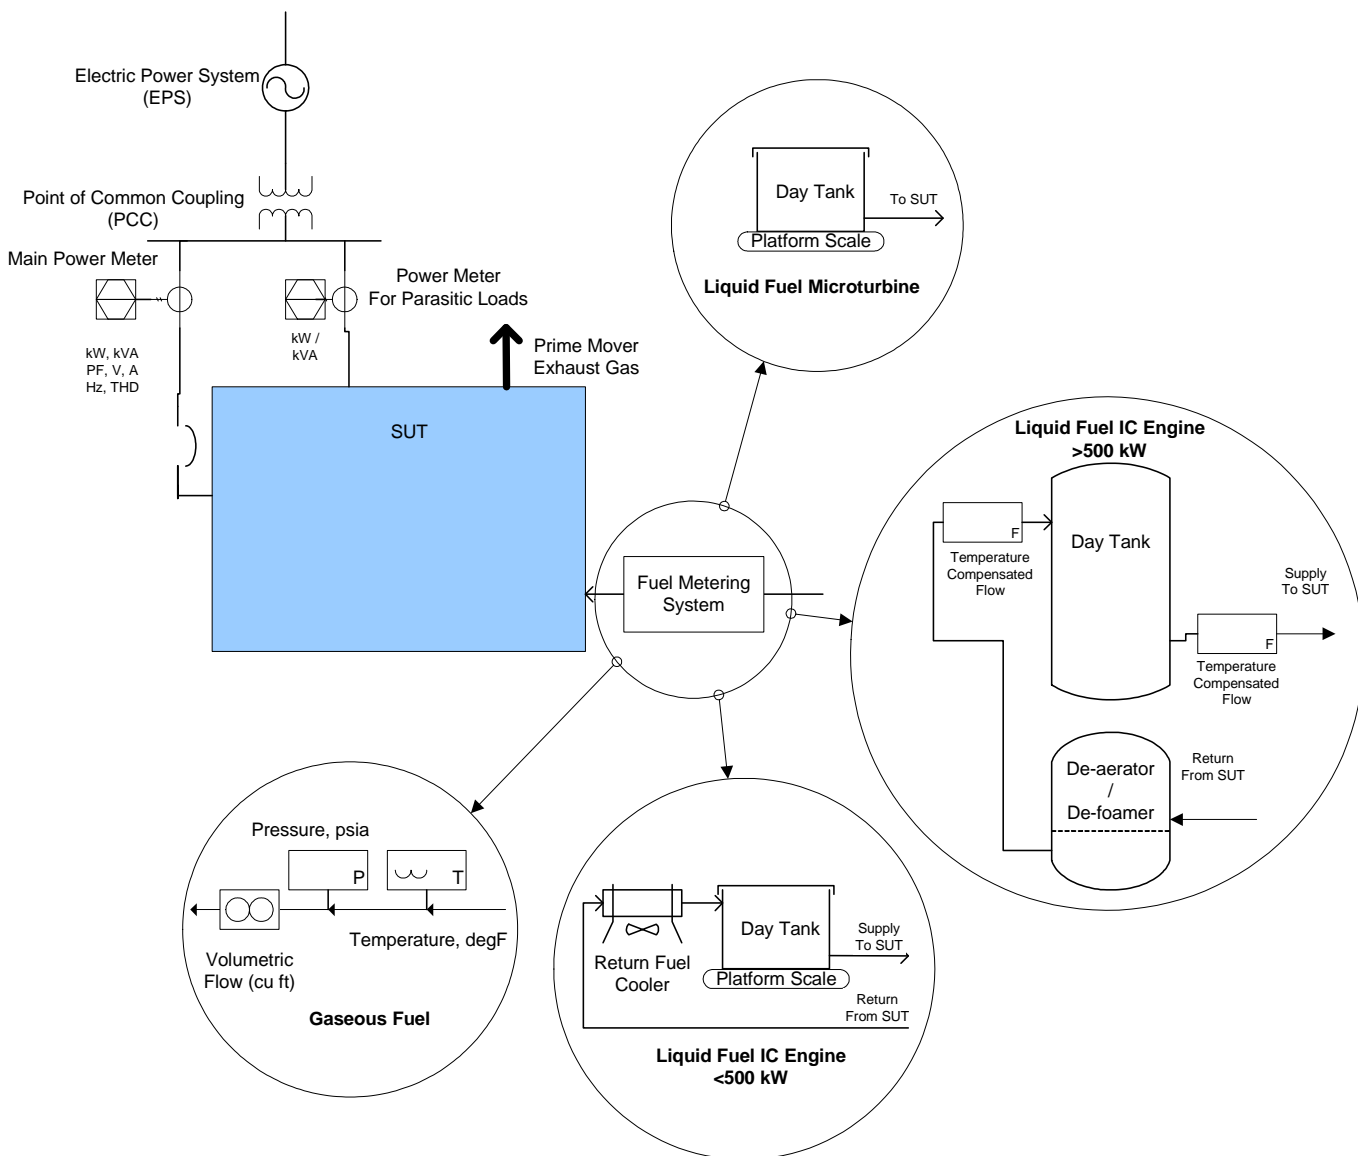 Electric Power System
(EPS)
Point of Common Coupling
(PCC)
Main Power Meter
kW, kVA
PF, V, A
Hz, THD
Power Meter
For Parasitic Loads
kW /
kVA
Prime Mover
Exhaust Gas
SUT
Fuel Metering
System
Day Tank
To SUT
Platform Scale
Liquid Fuel Microturbine
Liquid Fuel IC Engine
>500 kW
F
Temperature
Compensated
Flow
Day Tank
Supply
To SUT
F
Temperature
Compensated
Flow
De-aerator
/
De-foamer
Return
From SUT
Pressure, psia
P
T
Temperature, degF
Volumetric
Flow (cu ft)
Gaseous Fuel
Return Fuel
Cooler
Day Tank
Platform Scale
Supply
To SUT
Return
From SUT
Liquid Fuel IC Engine
<500 kW